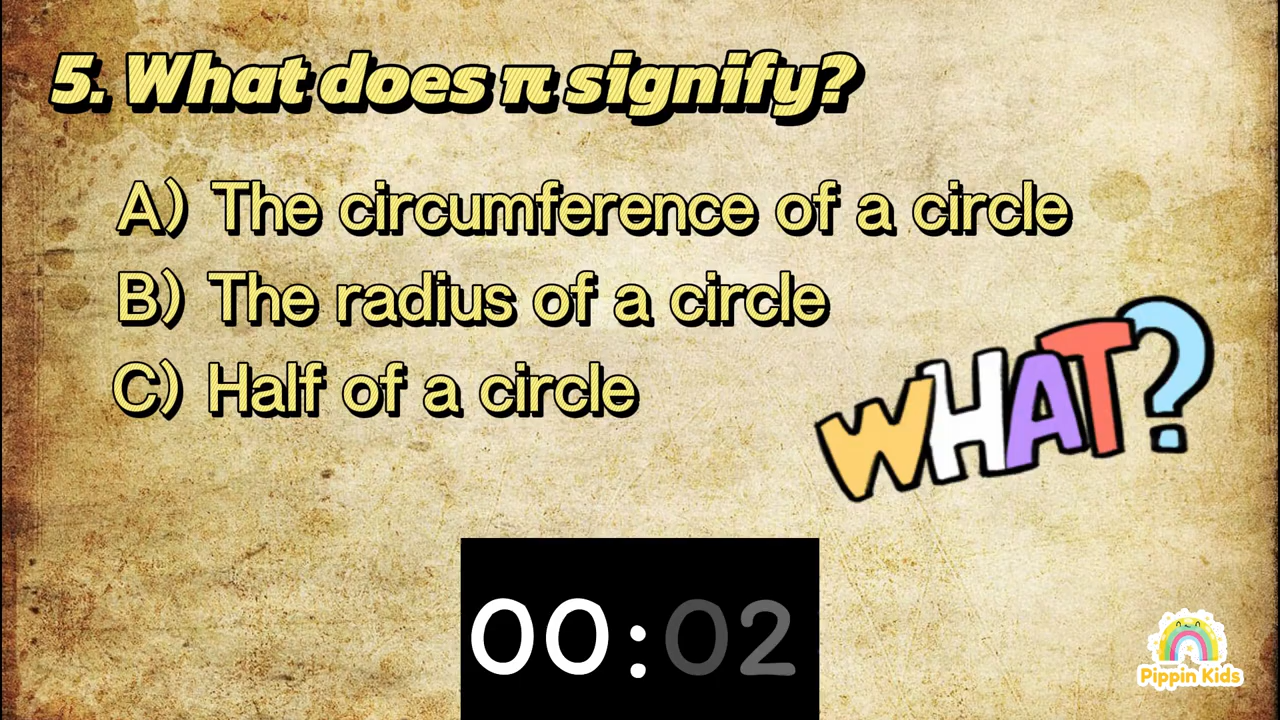 5. What does π signify?
A) The circumference of a circle
B) The radius of a circle
C) Half of a circle
WHAT?
00:02
Pippin Kids